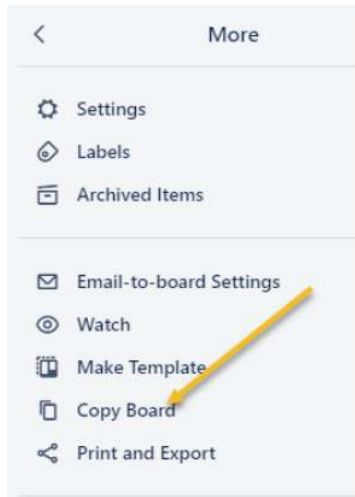 More
Settings
Labels
Archived Items
Email-to-board Settings
Watch
Make Template
Copy Board
Print and Export